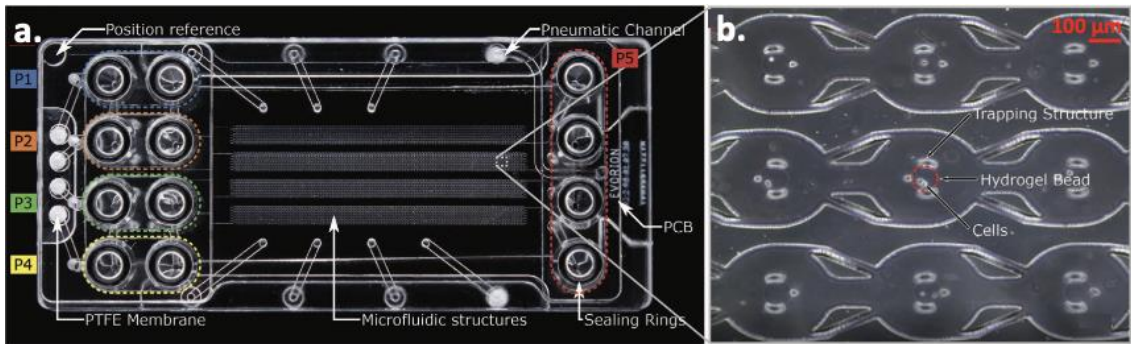 a.
Position reference
Pneumatic Channel
P5
P1
P2
P3
P4
EVORION
PCB
PTFE Membrane
Microfluidic structures
Sealing Rings
b.
100 µm
Trapping Structure
Hydrogel Bead
Cells